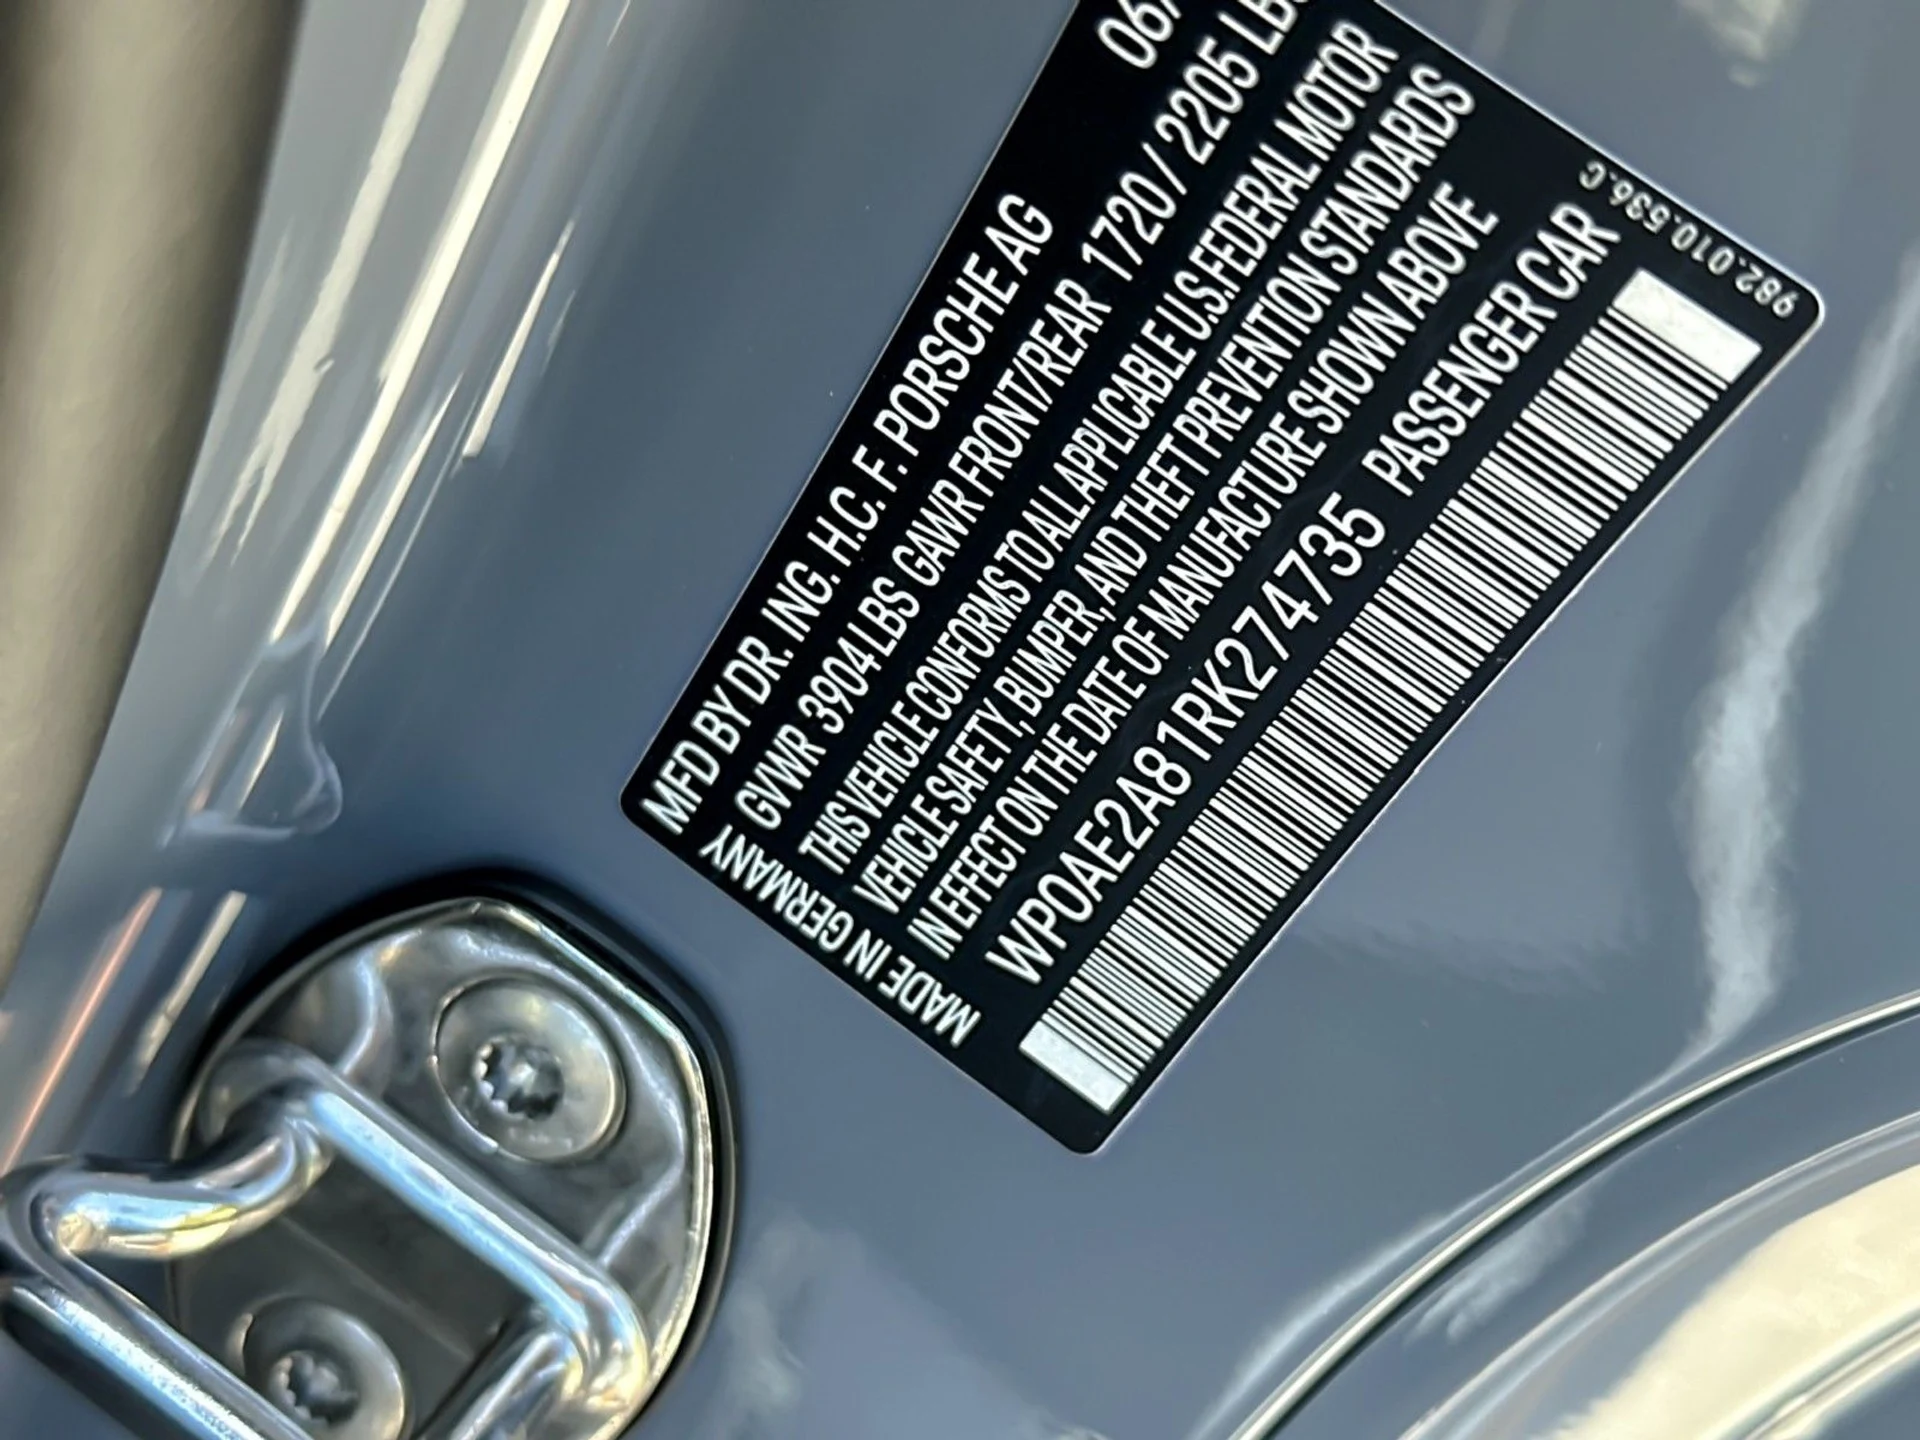 MFD BY DR. ING. H.C. F. PORSCHE AG 06/
GVWR 3904 LBS GAWR FRONT/REAR 1720 / 2205 LBS
THIS VEHICLE CONFORMS TO ALL APPLICABLE U.S.FEDERAL MOTOR
VEHICLE SAFETY, BUMPER, AND THEFT PREVENTION STANDARDS
IN EFFECT ON THE DATE OF MANUFACTURE SHOWN ABOVE
WP0AE2A81RK274735 PASSENGER CAR
MADE IN GERMANY
982.010.536.C